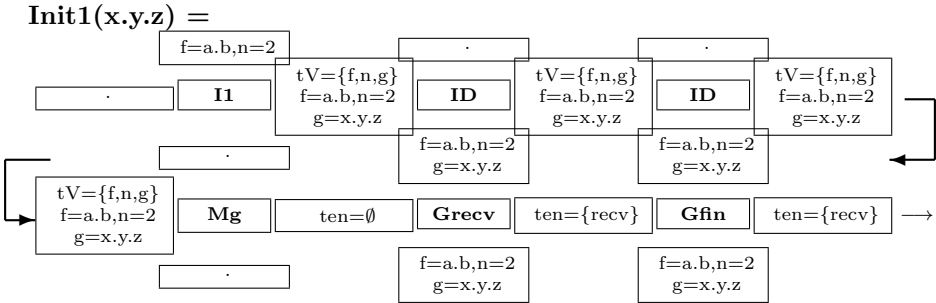 Init1(x.y.z) =
f=a.b,n=2 · ·
· I1 tV={f,n,g} ID tV={f,n,g} ID tV={f,n,g}
f=a.b,n=2 f=a.b,n=2 f=a.b,n=2
g=x.y.z g=x.y.z g=x.y.z
· f=a.b,n=2 f=a.b,n=2
g=x.y.z g=x.y.z
tV={f,n,g}
f=a.b,n=2 Mg ten=∅ Grecv ten={recv} Gfin ten={recv} →
g=x.y.z
· f=a.b,n=2 f=a.b,n=2
g=x.y.z g=x.y.z